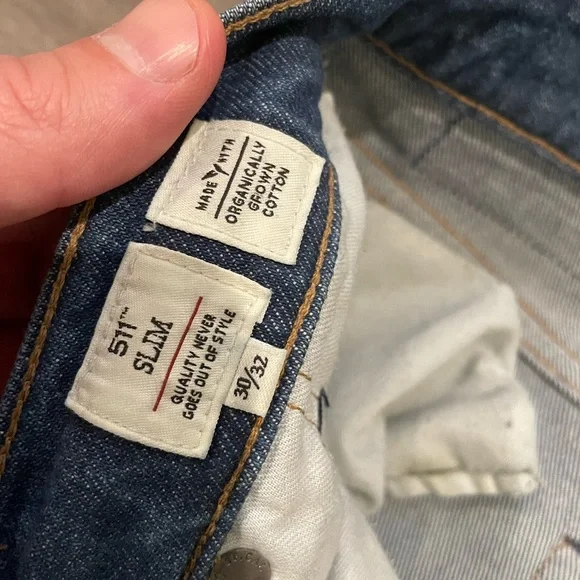 MADE WITH
ORGANICALLY
GROWN
COTTON
511™
SLIM
QUALITY NEVER
GOES OUT OF STYLE
30/32